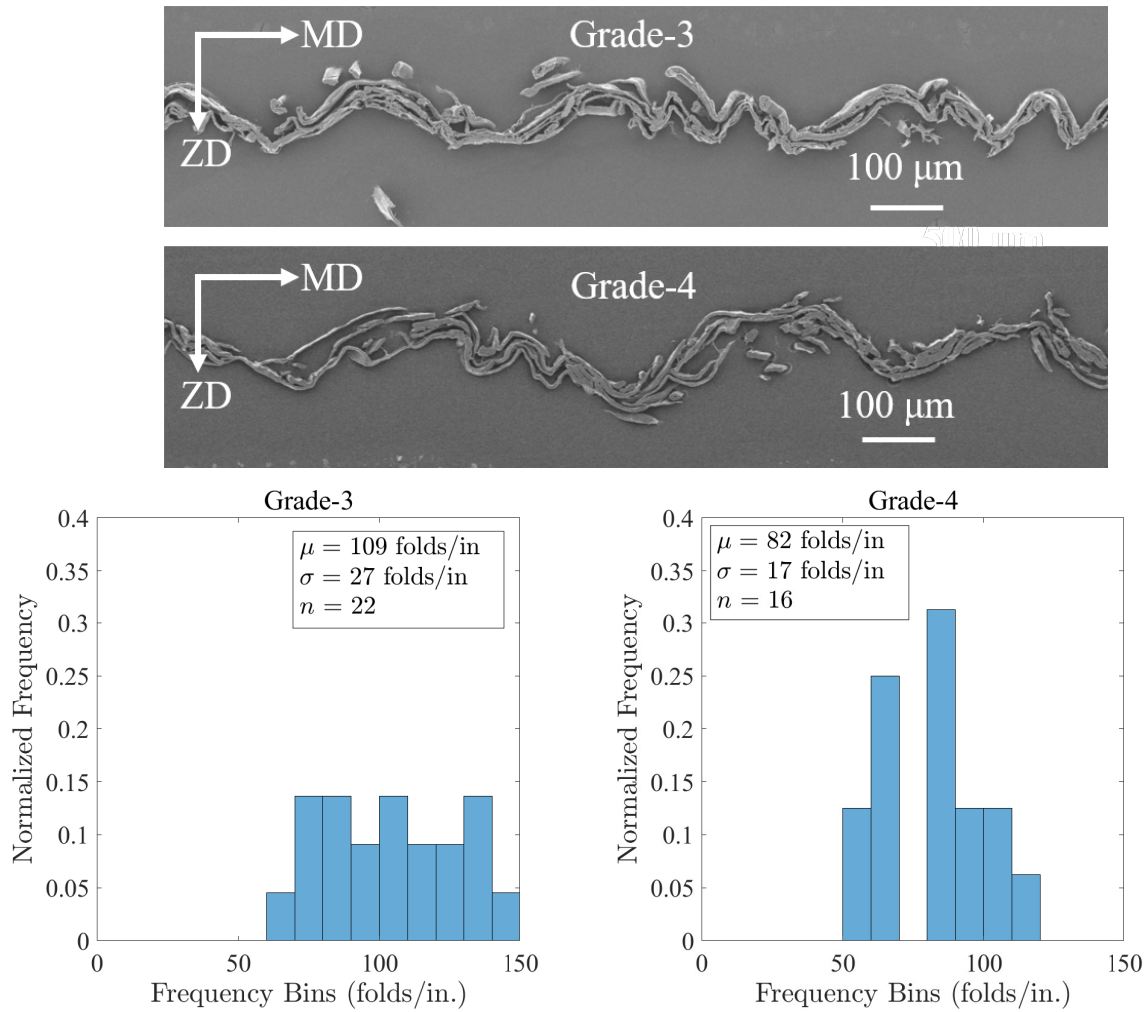 MD
Grade-3
ZD
100 μm
500 μm
MD
Grade-4
ZD
100 μm
Grade-3
0.4
0.35
0.3
0.25
0.2
0.15
0.1
0.05
0
μ = 109 folds/in
σ = 27 folds/in
n = 22
Normalized Frequency
0 50 100 150
Frequency Bins (folds/in.)
Grade-4
0.4
0.35
0.3
0.25
0.2
0.15
0.1
0.05
0
μ = 82 folds/in
σ = 17 folds/in
n = 16
Normalized Frequency
0 50 100 150
Frequency Bins (folds/in.)